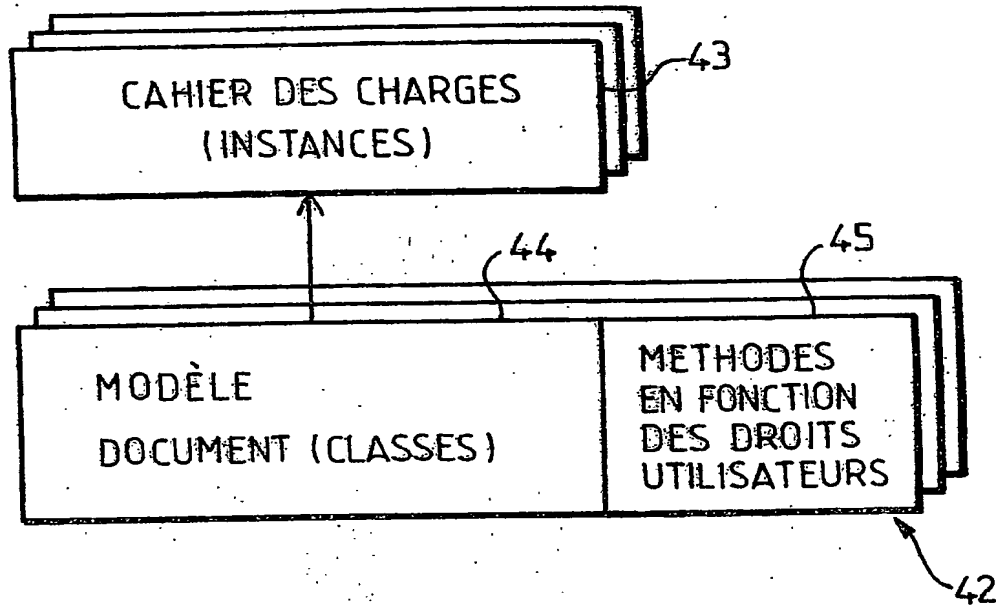 CAHIER DES CHARGES
(INSTANCES)
43
44
45
MODÈLE
DOCUMENT (CLASSES)
METHODES
EN FONCTION
DES DROITS
UTILISATEURS
42